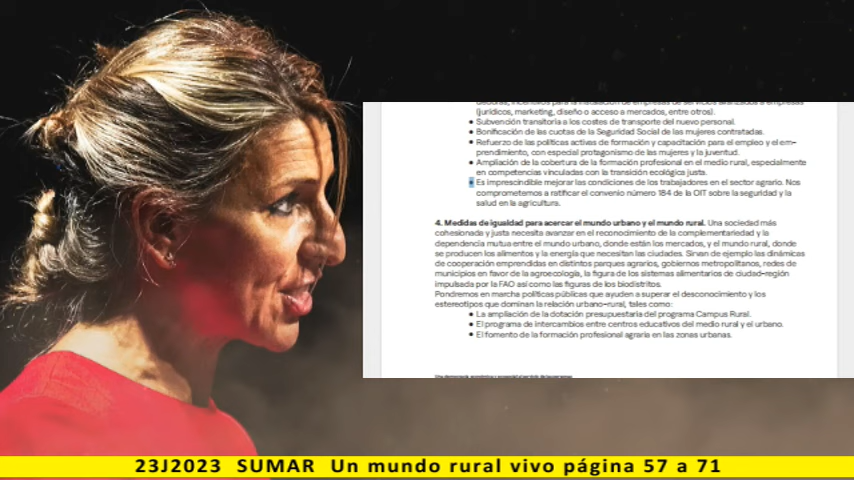 (jurídicos, marketing, diseño o acceso a mercados, entre otros).
● Subvención transitoria a los costes de transporte del nuevo personal.
● Bonificación de las cuotas de la Seguridad Social de las mujeres contratadas.
● Refuerzo de las políticas activas de formación y capacitación para el empleo y el em-
prendimiento, con especial protagonismo de las mujeres y la juventud.
● Ampliación de la cobertura de la formación profesional en el medio rural, especialmente
en competencias vinculadas con la transición ecológica justa.
● Es imprescindible mejorar las condiciones de los trabajadores en el sector agrario. Nos
comprometemos a ratificar el convenio número 184 de la OIT sobre la seguridad y la
salud en la agricultura.
4. Medidas de igualdad para acercar el mundo urbano y el mundo rural. Una sociedad más
cohesionada y justa necesita avanzar en el reconocimiento de la complementariedad y la
dependencia mutua entre el mundo urbano, donde están los mercados, y el mundo rural, donde
se producen los alimentos y la energía que necesitan las ciudades. Sirvan de ejemplo las dinámicas
de cooperación emprendidas en distintos parques agrarios, gobiernos metropolitanos, redes de
municipios en favor de la agroecología, la figura de los sistemas alimentarios de ciudad-región
impulsada por la FAO así como las figuras de los biodistritos.
Pondremos en marcha políticas públicas que ayuden a superar el desconocimiento y los
estereotipos que dominan la relación urbano-rural, tales como:
● La ampliación de la dotación presupuestaria del programa Campus Rural.
● El programa de intercambios entre centros educativos del medio rural y el urbano.
● El fomento de la formación profesional agraria en las zonas urbanas.
23J2023 SUMAR Un mundo rural vivo página 57 a 71